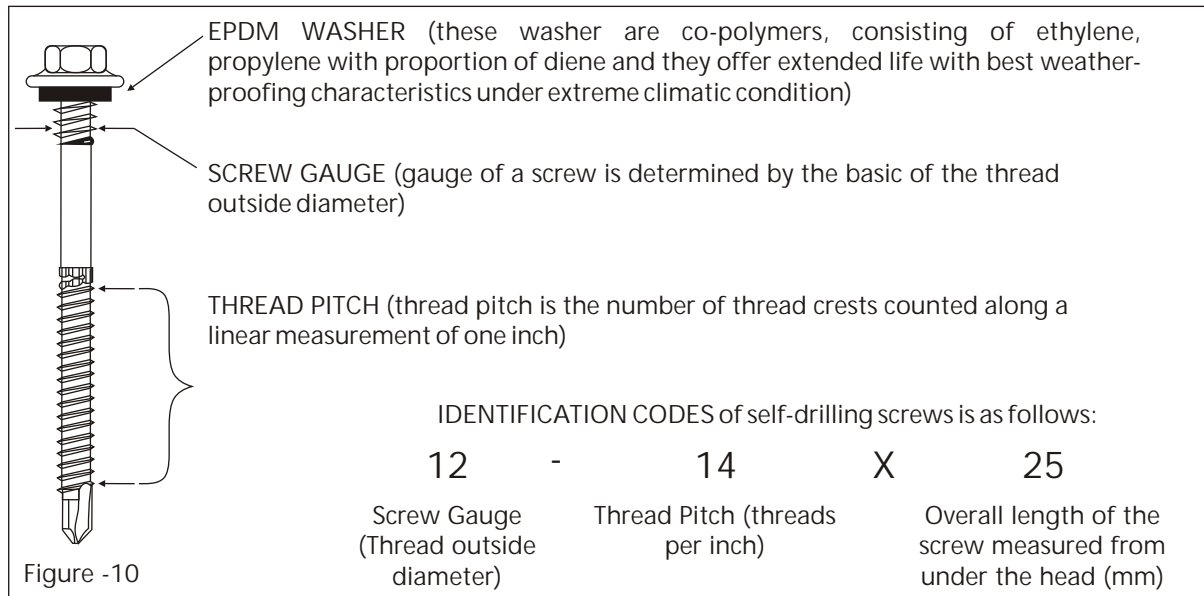 EPDM WASHER (these washer are co-polymers, consisting of ethylene,
propylene with proportion of diene and they offer extended life with best weather-
proofing characteristics under extreme climatic condition)
SCREW GAUGE (gauge of a screw is determined by the basic of the thread
outside diameter)
THREAD PITCH (thread pitch is the number of thread crests counted along a
linear measurement of one inch)
IDENTIFICATION CODES of self-drilling screws is as follows:
12 - 14 X 25
Screw Gauge Thread Pitch (threads Overall length of the
(Thread outside per inch) screw measured from
diameter) under the head (mm)
Figure -10